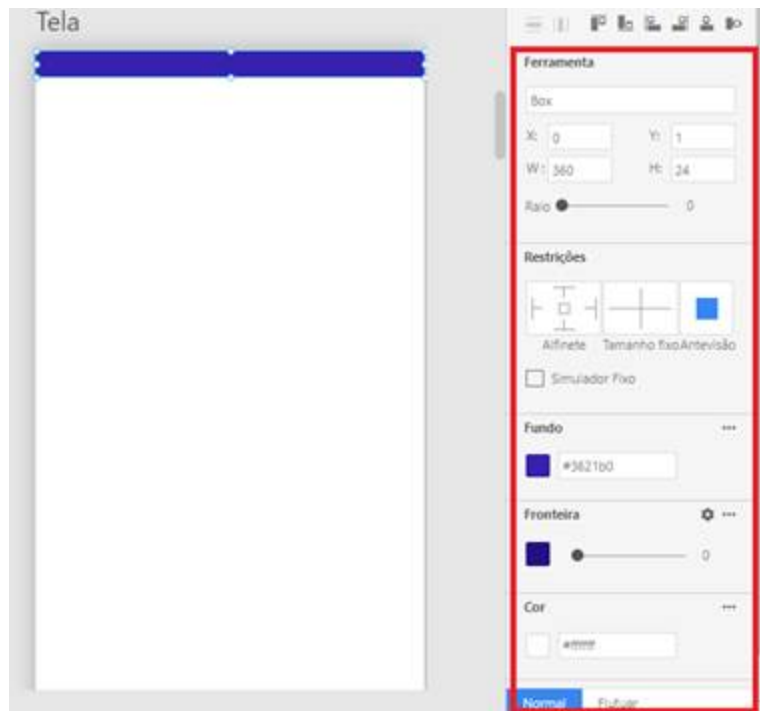 Tela
Ferramenta
Box
X: 0 Y: 1
W: 360 H: 24
Raio 0
Restrições
Alfinete Tamanho fixo Antevisão
Simulador Fixo
Fundo
#3621b0
Fronteira
0
Cor
#ffffff
Normal Flutuar